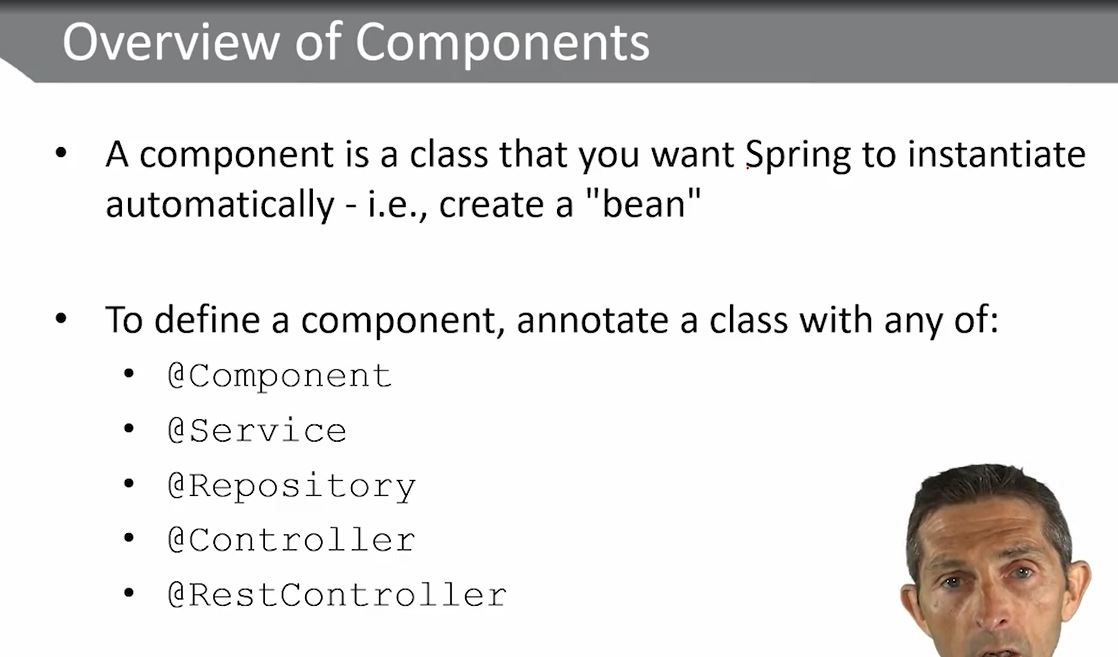 Overview of Components
• A component is a class that you want Spring to instantiate
automatically - i.e., create a "bean"
• To define a component, annotate a class with any of:
• @Component
• @Service
• @Repository
• @Controller
• @RestController